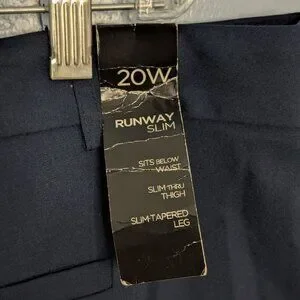 20W
RUNWAY
SLIM
SITS BELOW
WAIST
SLIM THRU
THIGH
SLIM-TAPERED
LEG